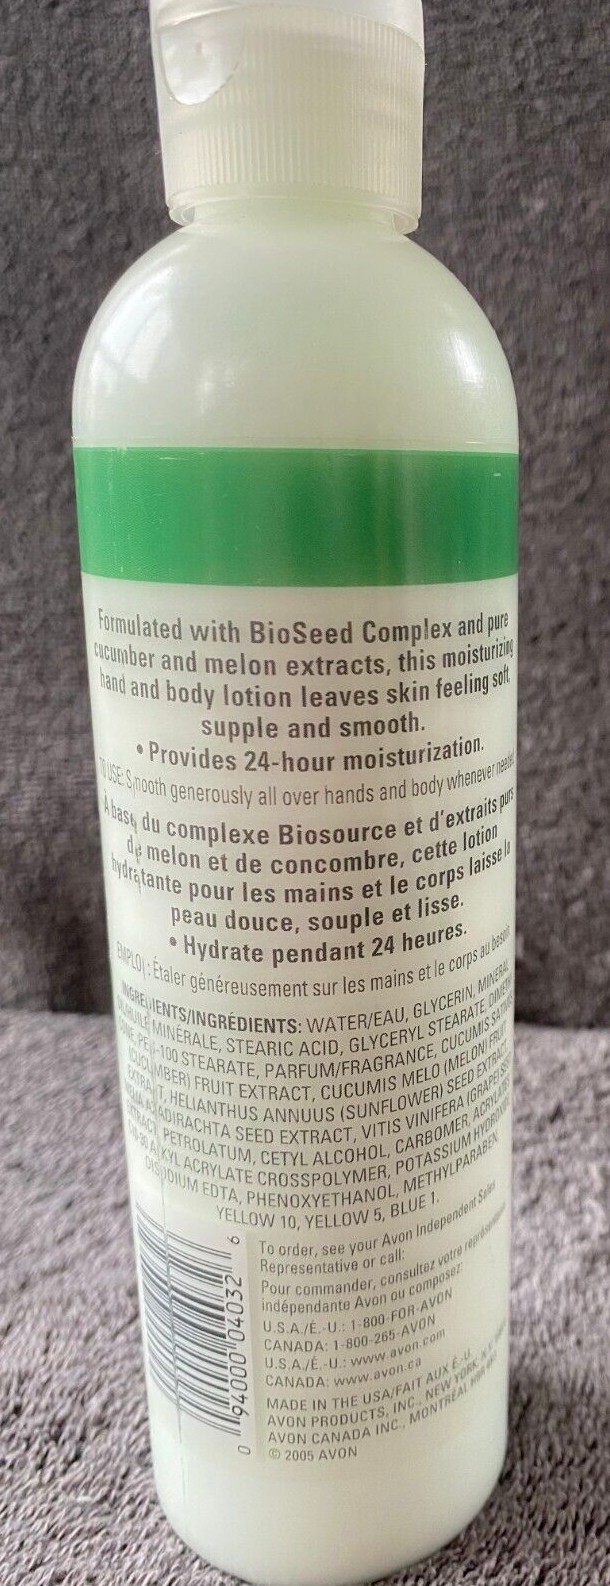 Formulated with BioSeed Complex and pure
cucumber and melon extracts, this moisturizing
hand and body lotion leaves skin feeling soft,
supple and smooth.
• Provides 24-hour moisturization.
TO USE: Smooth generously all over hands and body whenever needed.
À base du complexe Biosource et d'extraits purs
de melon et de concombre, cette lotion
hydratante pour les mains et le corps laisse la
peau douce, souple et lisse.
• Hydrate pendant 24 heures.
EMPLOI : Étaler généreusement sur les mains et le corps au besoin.
INGREDIENTS/INGRÉDIENTS: WATER/EAU, GLYCERIN, MINERAL
OIL/HUILE MINÉRALE, STEARIC ACID, GLYCERYL STEARATE,
PEG-100 STEARATE, PARFUM/FRAGRANCE, CUCUMIS
(CUCUMBER) FRUIT EXTRACT, CUCUMIS MELO (MELON) FRUIT
EXTRACT, HELIANTHUS ANNUUS (SUNFLOWER) SEED EXTRACT,
AZADIRACHTA SEED EXTRACT, VITIS VINIFERA (GRAPE)
EXTRACT, PETROLATUM, CETYL ALCOHOL, CARBOMER,
ALKYL ACRYLATE CROSSPOLYMER, POTASSIUM
DISODIUM EDTA, PHENOXYETHANOL, METHYLPARABEN,
YELLOW 10, YELLOW 5, BLUE 1.
To order, see your Avon Independent Sales
Representative or call:
Pour commander, consultez votre
indépendante Avon ou composez:
U.S.A./É.-U.: 1-800-FOR-AVON
CANADA: 1-800-265-AVON
U.S.A./É.-U.: www.avon.com
CANADA: www.avon.ca
MADE IN THE USA/FAIT AUX É.-U.
AVON PRODUCTS, INC., NEW YORK, N.Y.
AVON CANADA INC., MONTRÉAL
© 2005 AVON
0 94000 04032 6